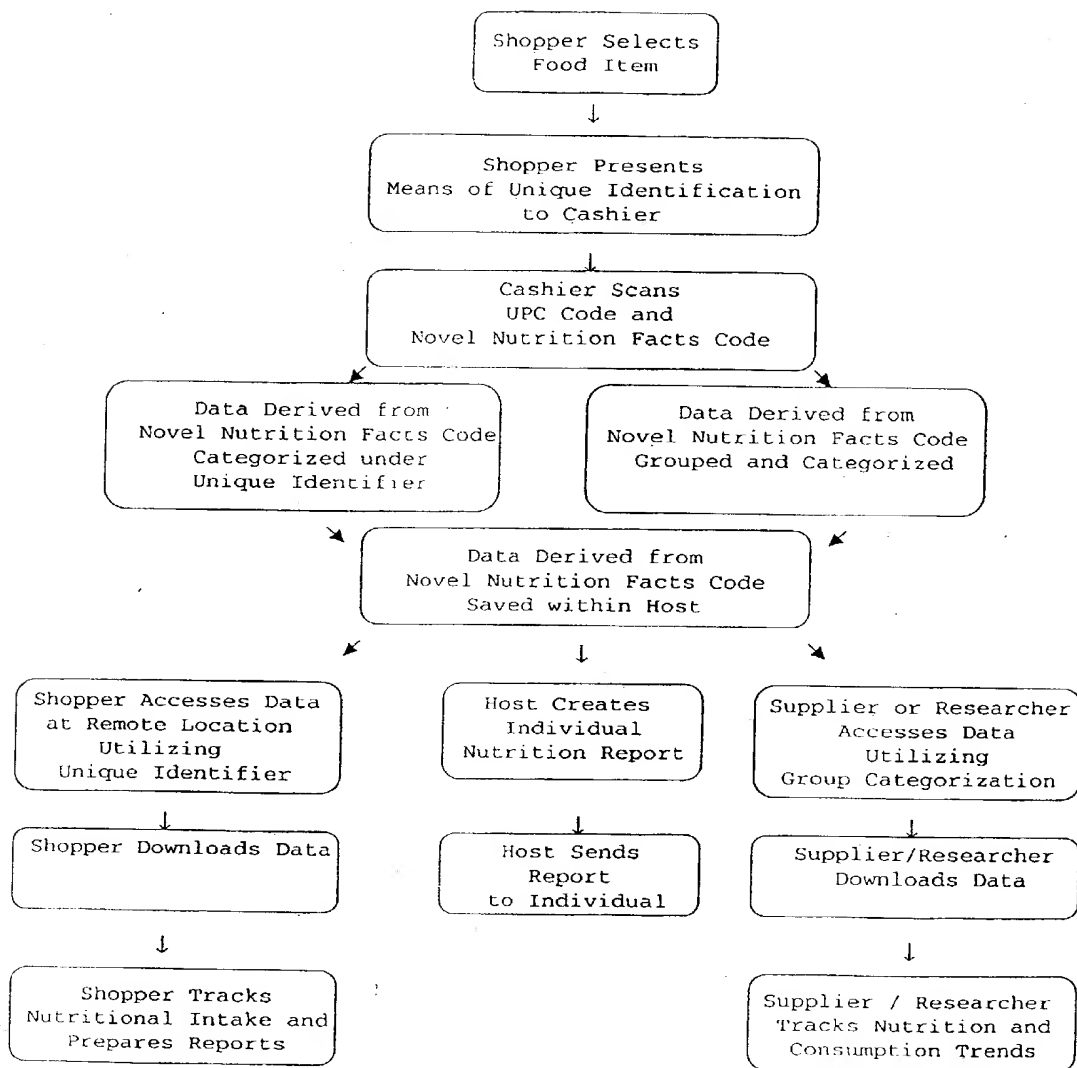 Shopper Selects
Food Item
Shopper Presents
Means of Unique Identification
to Cashier
Cashier Scans
UPC Code and
Novel Nutrition Facts Code
Data Derived from
Novel Nutrition Facts Code
Categorized under
Unique Identifier
Data Derived from
Novel Nutrition Facts Code
Grouped and Categorized
Data Derived from
Novel Nutrition Facts Code
Saved within Host
Shopper Accesses Data
at Remote Location
Utilizing
Unique Identifier
Host Creates
Individual
Nutrition Report
Supplier or Researcher
Accesses Data
Utilizing
Group Categorization
Shopper Downloads Data
Host Sends
Report
to Individual
Supplier/Researcher
Downloads Data
Shopper Tracks
Nutritional Intake and
Prepares Reports
Supplier / Researcher
Tracks Nutrition and
Consumption Trends